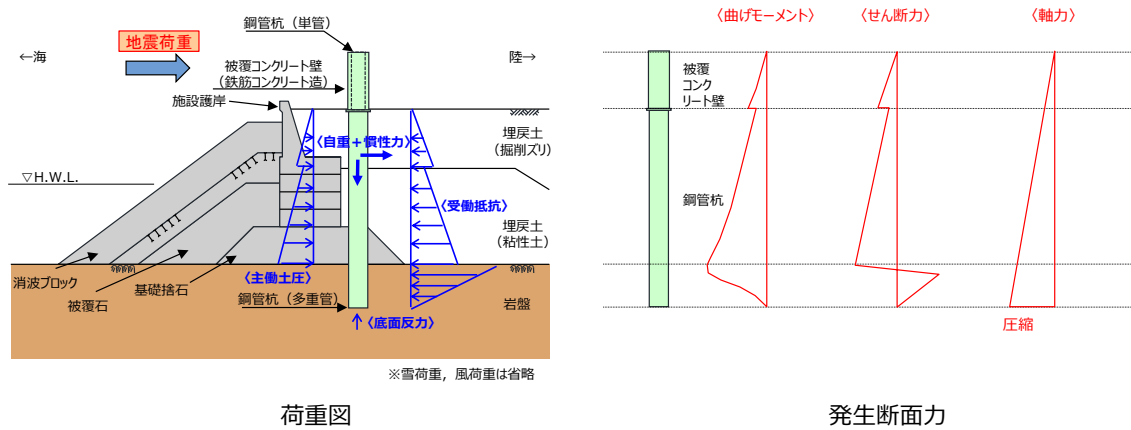 鋼管杭(単管)
地震荷重
←海
陸→
被覆コンクリート壁
(鉄筋コンクリート造)
施設護岸
〈自重+慣性力〉
埋戻土
(掘削ズリ)
▽H.W.L.
〈受働抵抗〉
埋戻土
(粘性土)
〈主働土圧〉
消波ブロック
被覆石
基礎捨石
鋼管杭(多重管)
岩盤
〈底面反力〉
※雪荷重,風荷重は省略
荷重図
〈曲げモーメント〉
〈せん断力〉
〈軸力〉
被覆
コンク
リート壁
鋼管杭
圧縮
発生断面力